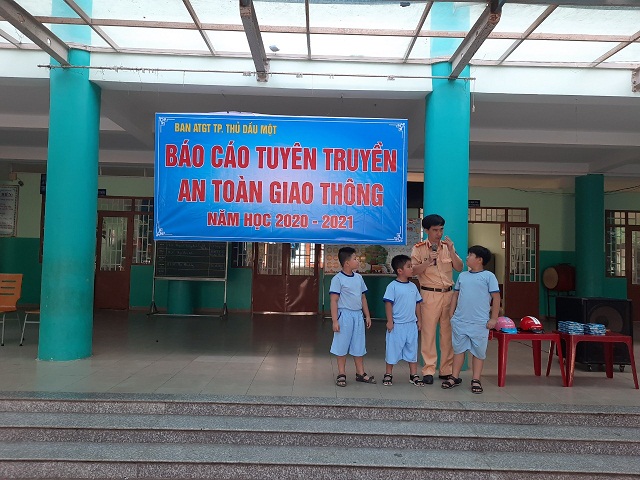 BAN ATGT TP. THỦ DẦU MỘT
BÁO CÁO TUYÊN TRUYỀN
AN TOÀN GIAO THÔNG
NĂM HỌC 2020 - 2021